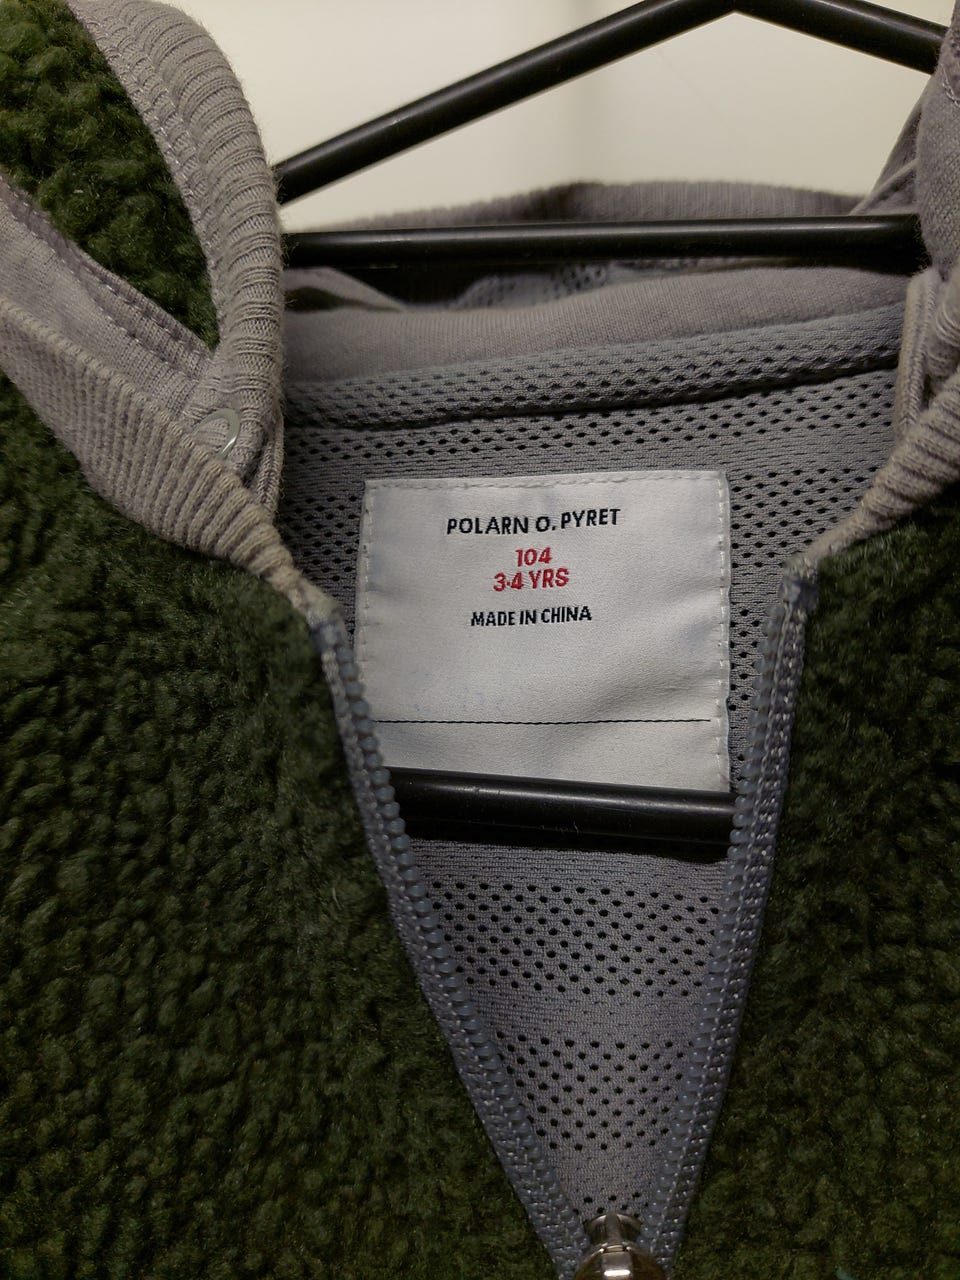 POLARN O. PYRET
104
3-4 YRS
MADE IN CHINA